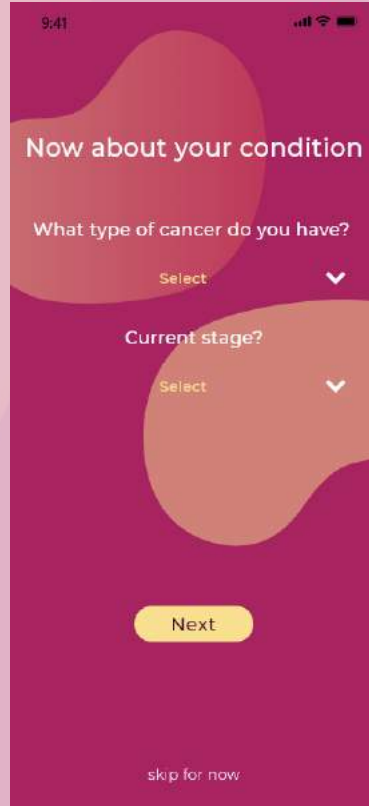 9:41
Now about your condition
What type of cancer do you have?
Select
Current stage?
Select
Next
skip for now